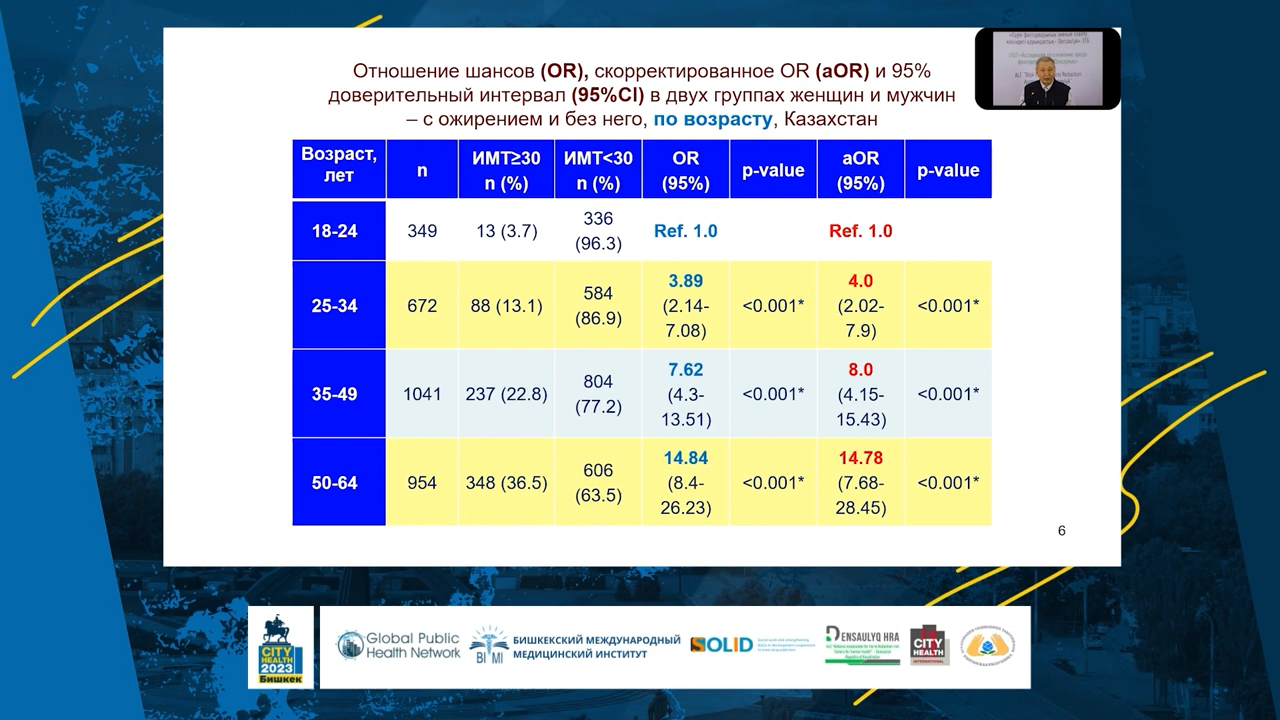 Отношение шансов (OR), скорректированное OR (aOR) и 95%
доверительный интервал (95%CI) в двух группах женщин и мужчин
– с ожирением и без него, по возрасту, Казахстан
Возраст, лет n ИМТ≥30 n (%) ИМТ<30 n (%) OR (95%) p-value aOR (95%) p-value
18-24 349 13 (3.7) 336 (96.3) Ref. 1.0 Ref. 1.0
25-34 672 88 (13.1) 584 (86.9) 3.89 (2.14-7.08) <0.001* 4.0 (2.02-7.9) <0.001*
35-49 1041 237 (22.8) 804 (77.2) 7.62 (4.3-13.51) <0.001* 8.0 (4.15-15.43) <0.001*
50-64 954 348 (36.5) 606 (63.5) 14.84 (8.4-26.23) <0.001* 14.78 (7.68-28.45) <0.001*
6
CITY
HEALTH
2023
Бишкек
Global Public
Health Network
BIMI
БИШКЕКСКИЙ МЕЖДУНАРОДНЫЙ
МЕДИЦИНСКИЙ ИНСТИТУТ
SOLID
DENSAULYQ HRA
CITY
HEALTH
INTERNATIONAL